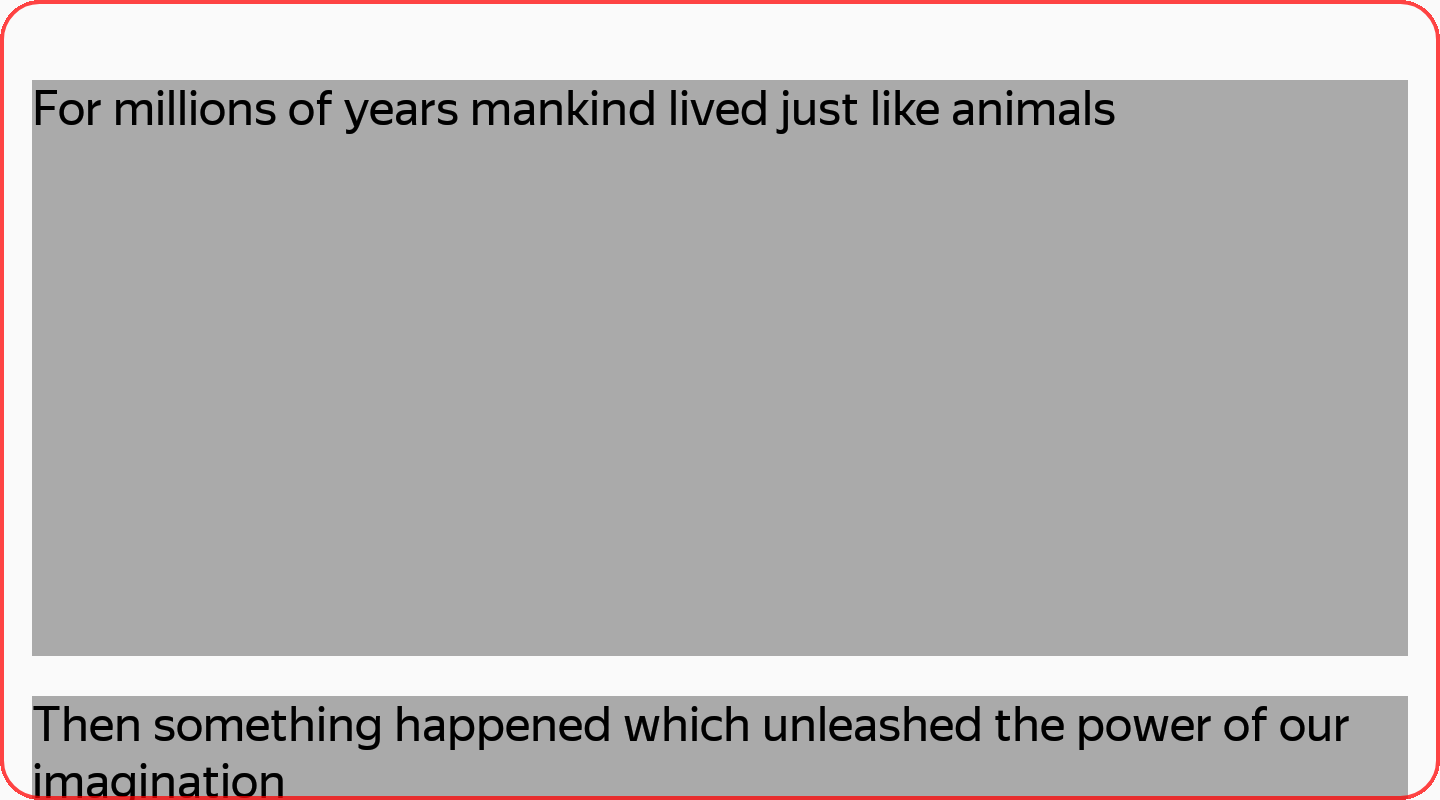 For millions of years mankind lived just like animals
Then something happened which unleashed the power of our
imagination